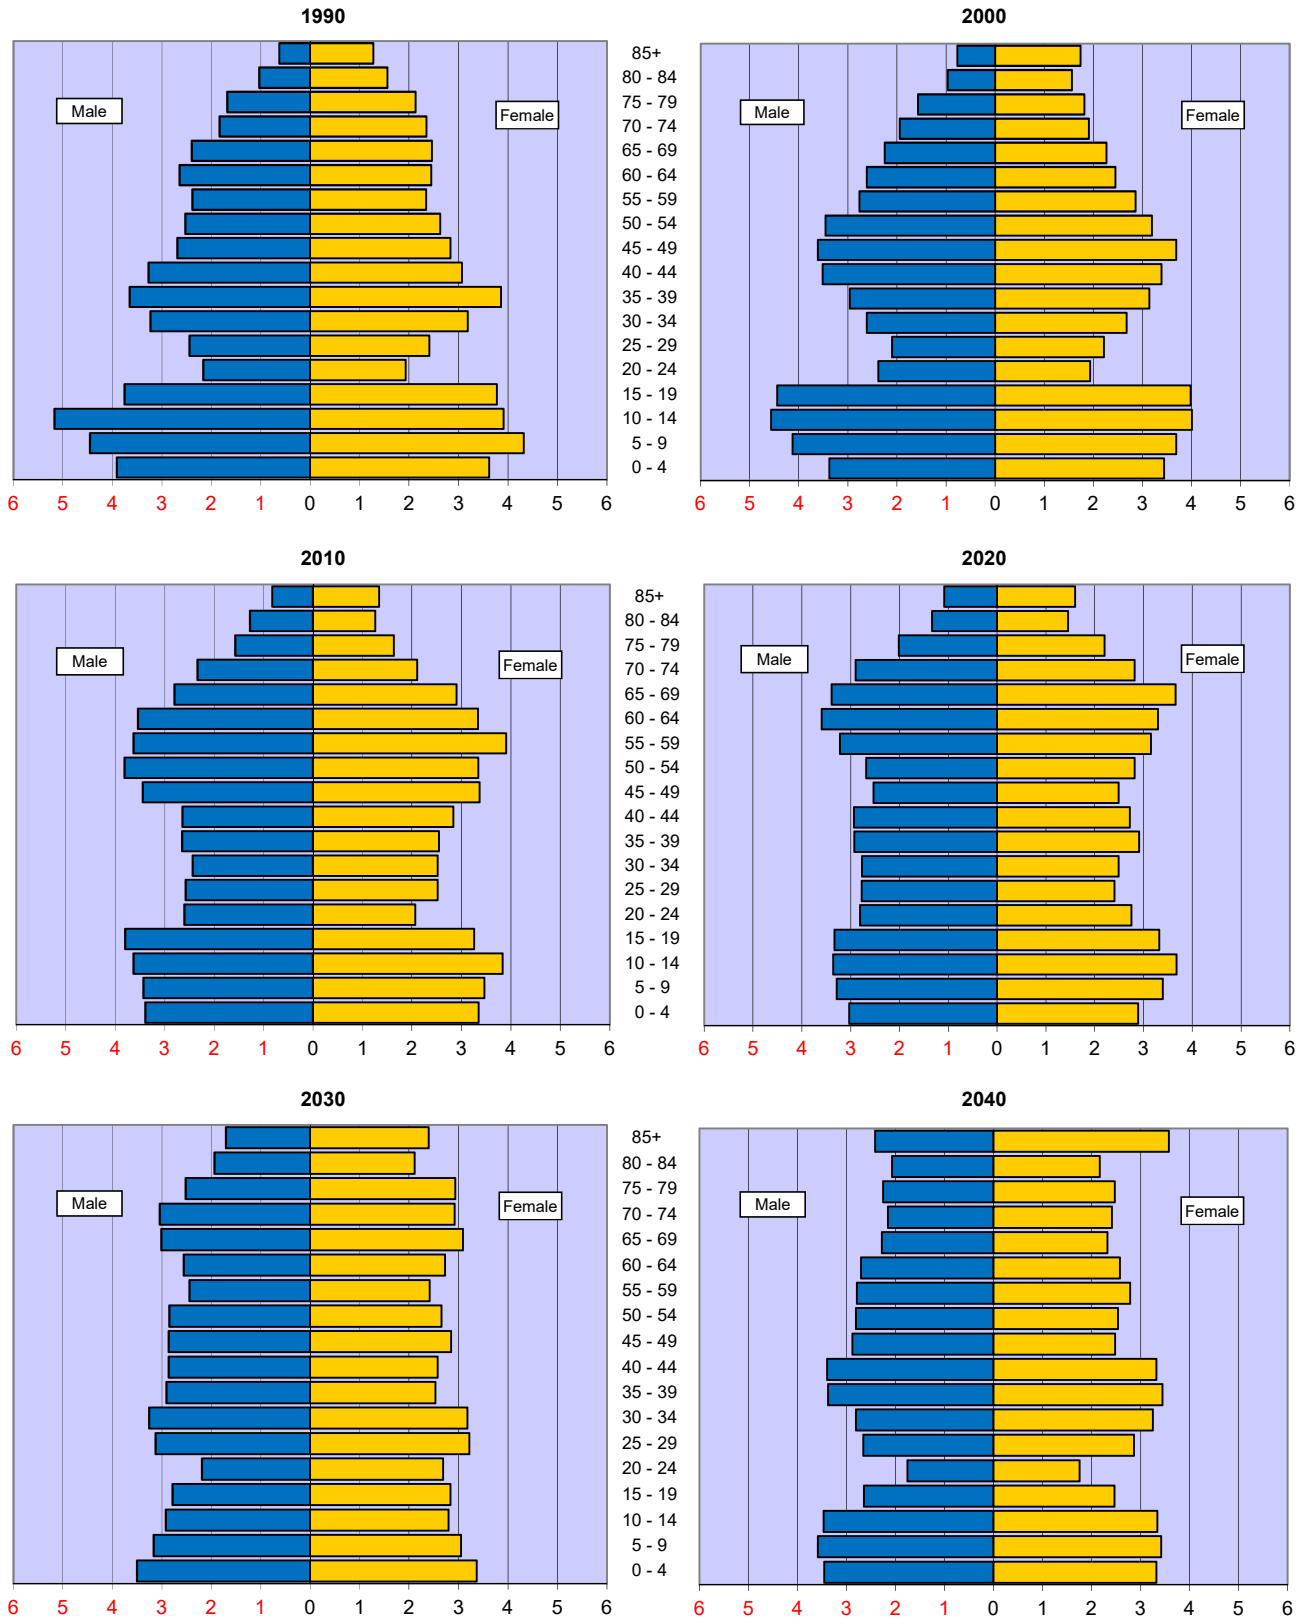 1990
2000
Male
Female
Male
Female
85+
80 - 84
75 - 79
70 - 74
65 - 69
60 - 64
55 - 59
50 - 54
45 - 49
40 - 44
35 - 39
30 - 34
25 - 29
20 - 24
15 - 19
10 - 14
5 - 9
0 - 4
6 5 4 3 2 1 0 1 2 3 4 5 6
6 5 4 3 2 1 0 1 2 3 4 5 6
2010
2020
Male
Female
Male
Female
85+
80 - 84
75 - 79
70 - 74
65 - 69
60 - 64
55 - 59
50 - 54
45 - 49
40 - 44
35 - 39
30 - 34
25 - 29
20 - 24
15 - 19
10 - 14
5 - 9
0 - 4
6 5 4 3 2 1 0 1 2 3 4 5 6
6 5 4 3 2 1 0 1 2 3 4 5 6
2030
2040
Male
Female
Male
Female
85+
80 - 84
75 - 79
70 - 74
65 - 69
60 - 64
55 - 59
50 - 54
45 - 49
40 - 44
35 - 39
30 - 34
25 - 29
20 - 24
15 - 19
10 - 14
5 - 9
0 - 4
6 5 4 3 2 1 0 1 2 3 4 5 6
6 5 4 3 2 1 0 1 2 3 4 5 6